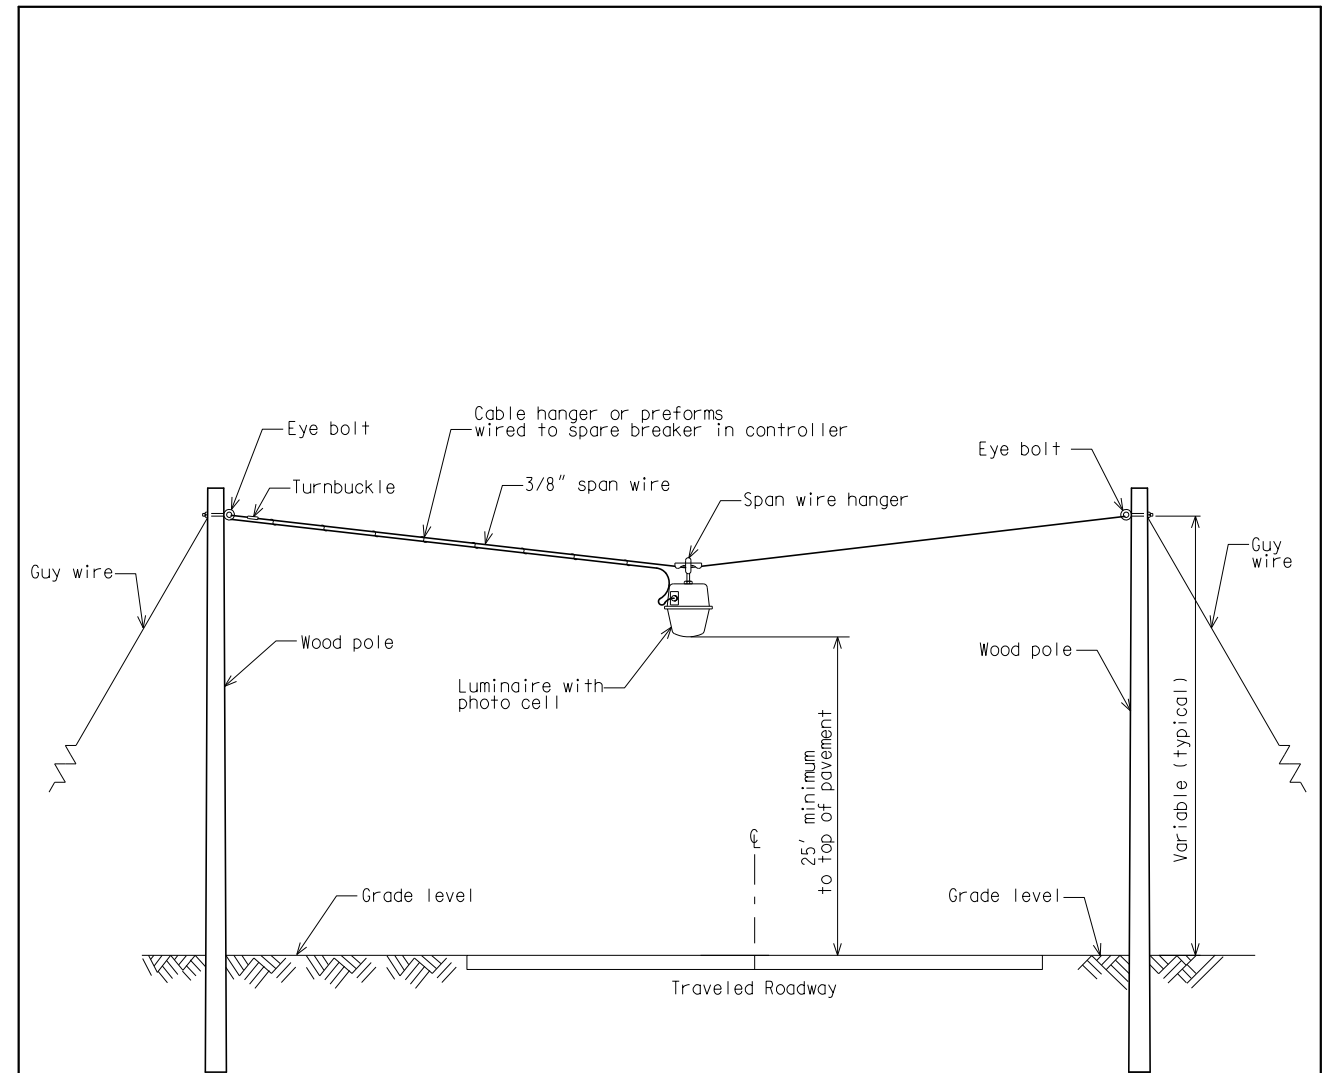 Cable hanger or preforms
wired to spare breaker in controller
Eye bolt
Eye bolt
Turnbuckle
3/8" span wire
Span wire hanger
Guy wire
Guy
wire
Wood pole
Wood pole
Luminaire with
photo cell
25' minimum
to top of pavement
Variable (typical)
℄
Grade level
Grade level
Traveled Roadway